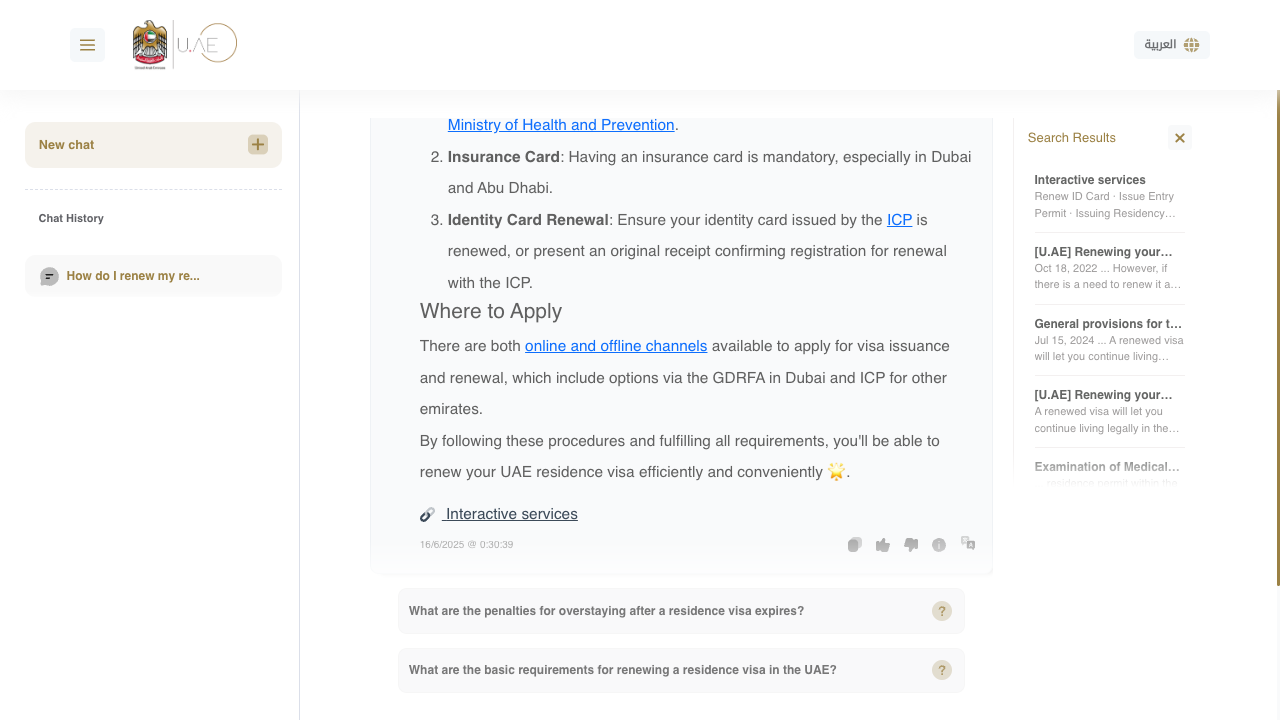 U.AE
العربية
New chat
Chat History
How do I renew my re...
Ministry of Health and Prevention.
2. Insurance Card: Having an insurance card is mandatory, especially in Dubai
and Abu Dhabi.
3. Identity Card Renewal: Ensure your identity card issued by the ICP is
renewed, or present an original receipt confirming registration for renewal
with the ICP.
Where to Apply
There are both online and offline channels available to apply for visa issuance
and renewal, which include options via the GDRFA in Dubai and ICP for other
emirates.
By following these procedures and fulfilling all requirements, you'll be able to
renew your UAE residence visa efficiently and conveniently 🌟.
🔗 Interactive services
16/6/2025 @ 0:30:39
What are the penalties for overstaying after a residence visa expires?
?
What are the basic requirements for renewing a residence visa in the UAE?
?
Search Results
Interactive services
Renew ID Card · Issue Entry
Permit · Issuing Residency…
[U.AE] Renewing your…
Oct 18, 2022 ... However, if
there is a need to renew it a…
General provisions for t…
Jul 15, 2024 ... A renewed visa
will let you continue living…
[U.AE] Renewing your…
A renewed visa will let you
continue living legally in the…
Examination of Medical…
... residence permit within the